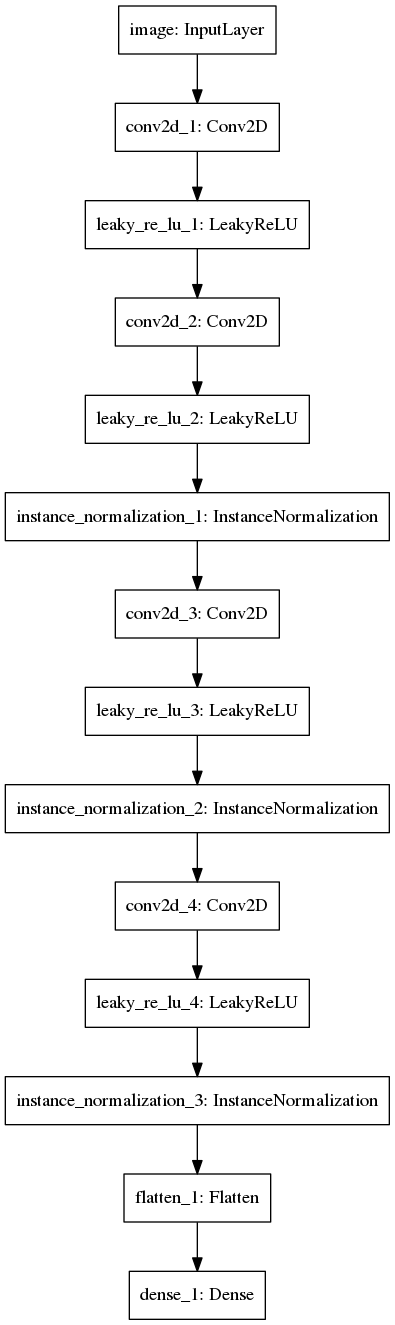 image: InputLayer
conv2d_1: Conv2D
leaky_re_lu_1: LeakyReLU
conv2d_2: Conv2D
leaky_re_lu_2: LeakyReLU
instance_normalization_1: InstanceNormalization
conv2d_3: Conv2D
leaky_re_lu_3: LeakyReLU
instance_normalization_2: InstanceNormalization
conv2d_4: Conv2D
leaky_re_lu_4: LeakyReLU
instance_normalization_3: InstanceNormalization
flatten_1: Flatten
dense_1: Dense